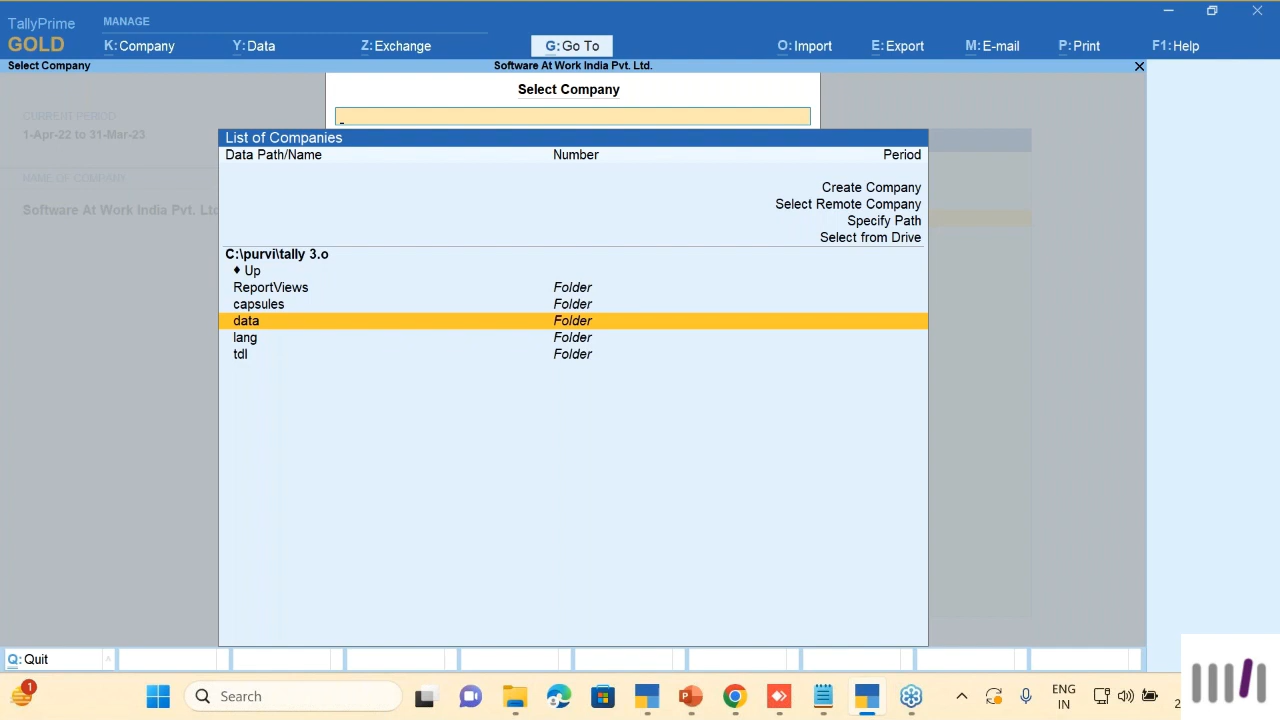 TallyPrime
GOLD
MANAGE
K:Company
Y:Data
Z:Exchange
G:Go To
O:Import
E:Export
M:E-mail
P:Print
F1:Help
Select Company
Software At Work India Pvt. Ltd.
Select Company
CURRENT PERIOD
1-Apr-22 to 31-Mar-23
NAME OF COMPANY
Software At Work India Pvt. Ltd
List of Companies
Data Path/Name Number Period
Create Company
Select Remote Company
Specify Path
Select from Drive
C:\purvi\tally 3.o
♦ Up
ReportViews Folder
capsules Folder
data Folder
lang Folder
tdl Folder
Q: Quit
1
Search
ENG
IN
2